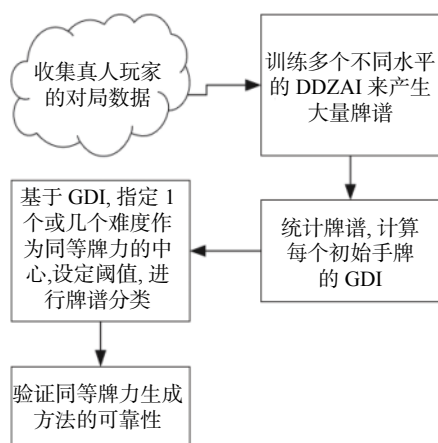 收集真人玩家
的对局数据
训练多个不同水平
的 DDZAI 来产生
大量牌谱
统计牌谱, 计算
每个初始手牌
的 GDI
基于 GDI, 指定 1
个或几个难度作
为同等牌力的中
心,设定阈值, 进
行牌谱分类
验证同等牌力生成
方法的可靠性